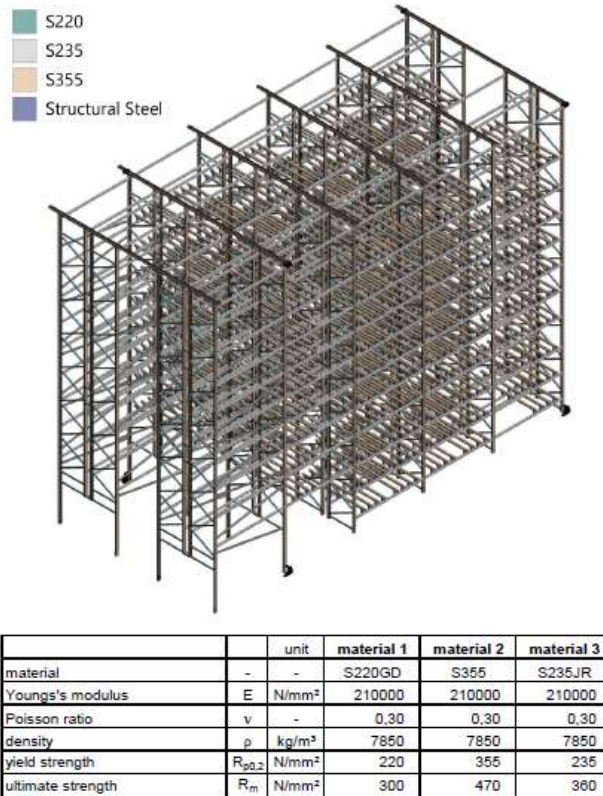 S220
S235
S355
Structural Steel
unit material 1 material 2 material 3
material - - S220GD S355 S235JR
Youngs's modulus E N/mm² 210000 210000 210000
Poisson ratio ν - 0,30 0,30 0,30
density ρ kg/m³ 7850 7850 7850
yield strength Rp0,2 N/mm² 220 355 235
ultimate strength Rm N/mm² 300 470 360